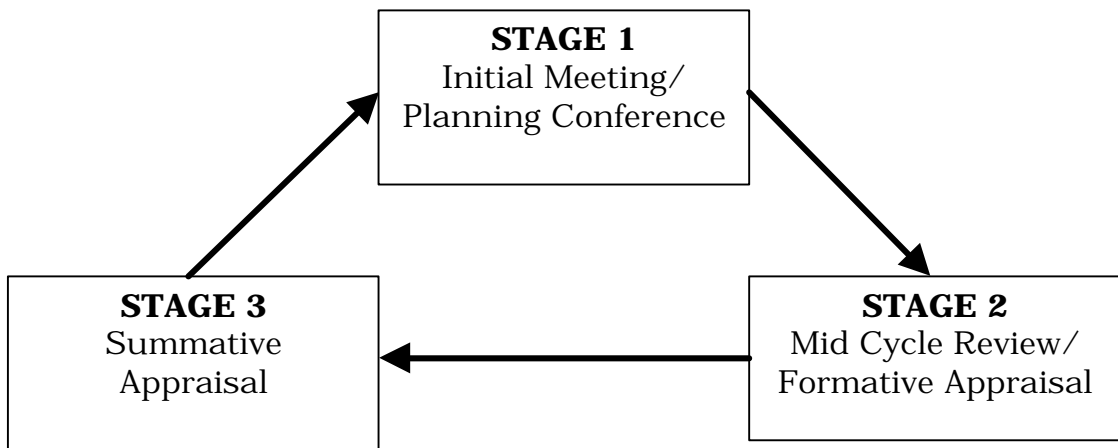 STAGE 1
Initial Meeting/
Planning Conference
STAGE 2
Mid Cycle Review/
Formative Appraisal
STAGE 3
Summative
Appraisal